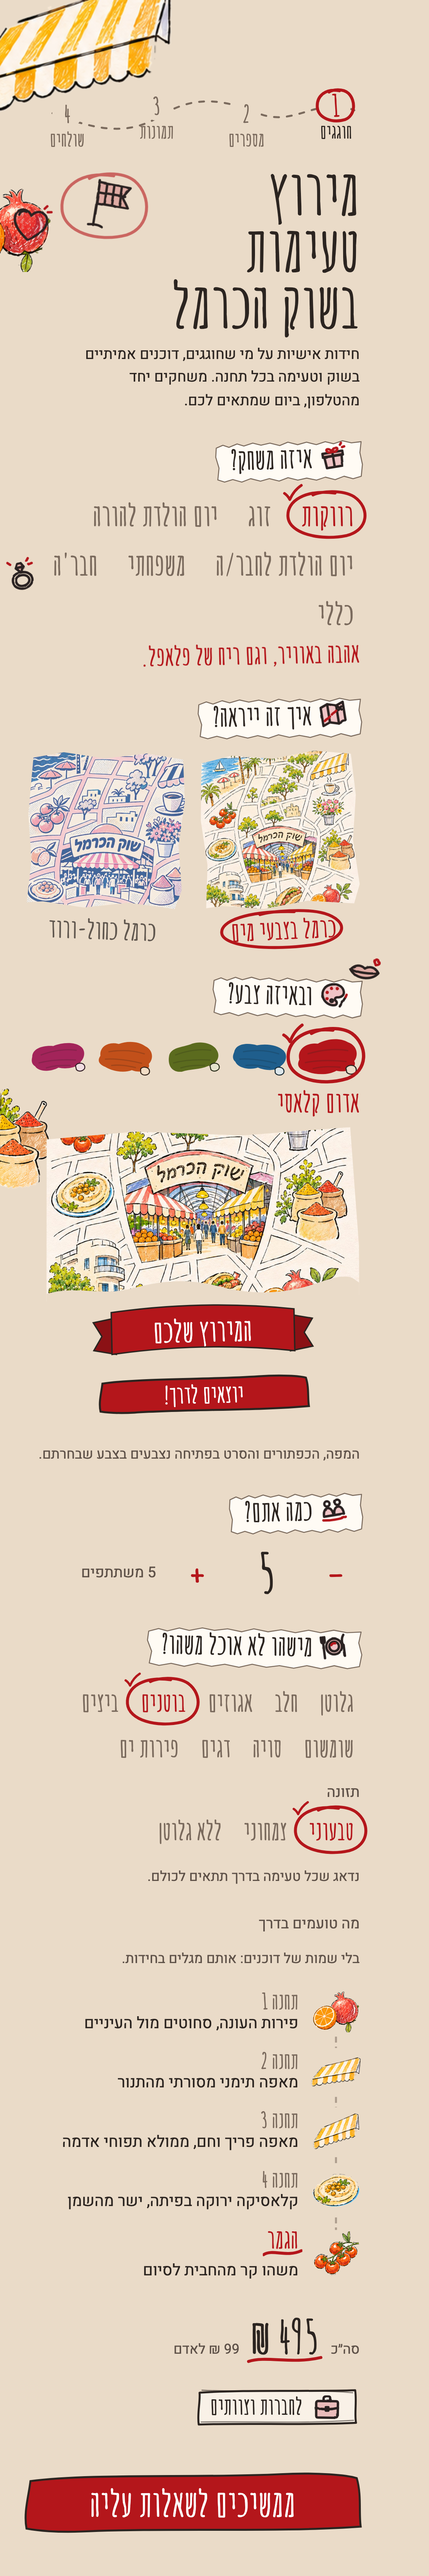 1
חוגגים
2
מספרים
3
תמונות
4
שולחים
מירוץ
טעימות
בשוק הכרמל
חידות אישיות על מי שחוגגים, דוכנים אמיתיים
בשוק וטעימה בכל תחנה. משחקים יחד
מהטלפון, ביום שמתאים לכם.
איזה משחק?
רווקות זוג יום הולדת להורה
יום הולדת לחבר/ה משפחתי חבר'ה
כללי
אהבה באוויר, וגם ריח של פלאפל.
איך זה ייראה?
שוק הכרמל
שוק הכרמל
כרמל בצבעי מים
כרמל כחול-ורוד
ובאיזה צבע?
אדום קלאסי
שוק הכרמל
המירוץ שלכם
יוצאים לדרך!
המפה, הכפתורים והסרט בפתיחה נצבעים בצבע שבחרתם.
כמה אתם?
− 5 + 5 משתתפים
מישהו לא אוכל משהו?
גלוטן חלב אגוזים בוטנים ביצים
שומשום סויה דגים פירות ים
תזונה
טבעוני צמחוני ללא גלוטן
נדאג שכל טעימה בדרך תתאים לכולם.
מה טועמים בדרך
בלי שמות של דוכנים: אותם מגלים בחידות.
תחנה 1
פירות העונה, סחוטים מול העיניים
תחנה 2
מאפה תימני מסורתי מהתנור
תחנה 3
מאפה פריך וחם, ממולא תפוחי אדמה
תחנה 4
קלאסיקה ירוקה בפיתה, ישר מהשמן
הגמר
משהו קר מהחבית לסיום
סה״כ 495 ₪ 99 ₪ לאדם
לחברות וצוותים
ממשיכים לשאלות עליה